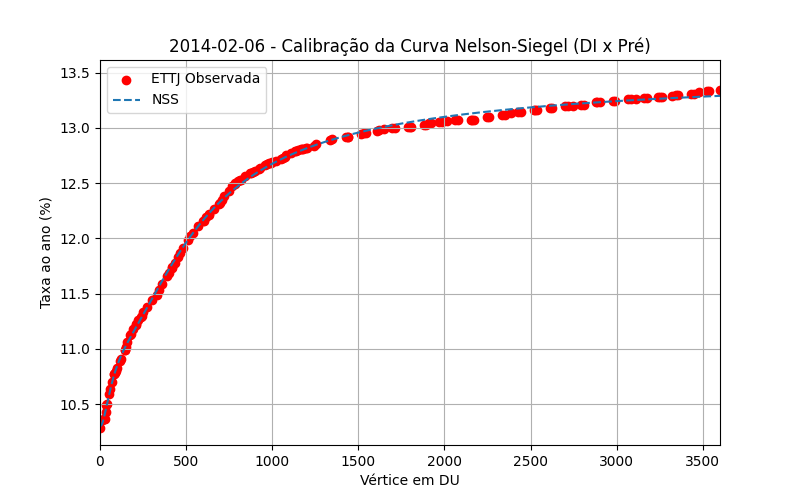 2014-02-06 - Calibração da Curva Nelson-Siegel (DI x Pré)
ETTJ Observada
NSS
Taxa ao ano (%)
13.5
13.0
12.5
12.0
11.5
11.0
10.5
0 500 1000 1500 2000 2500 3000 3500
Vértice em DU